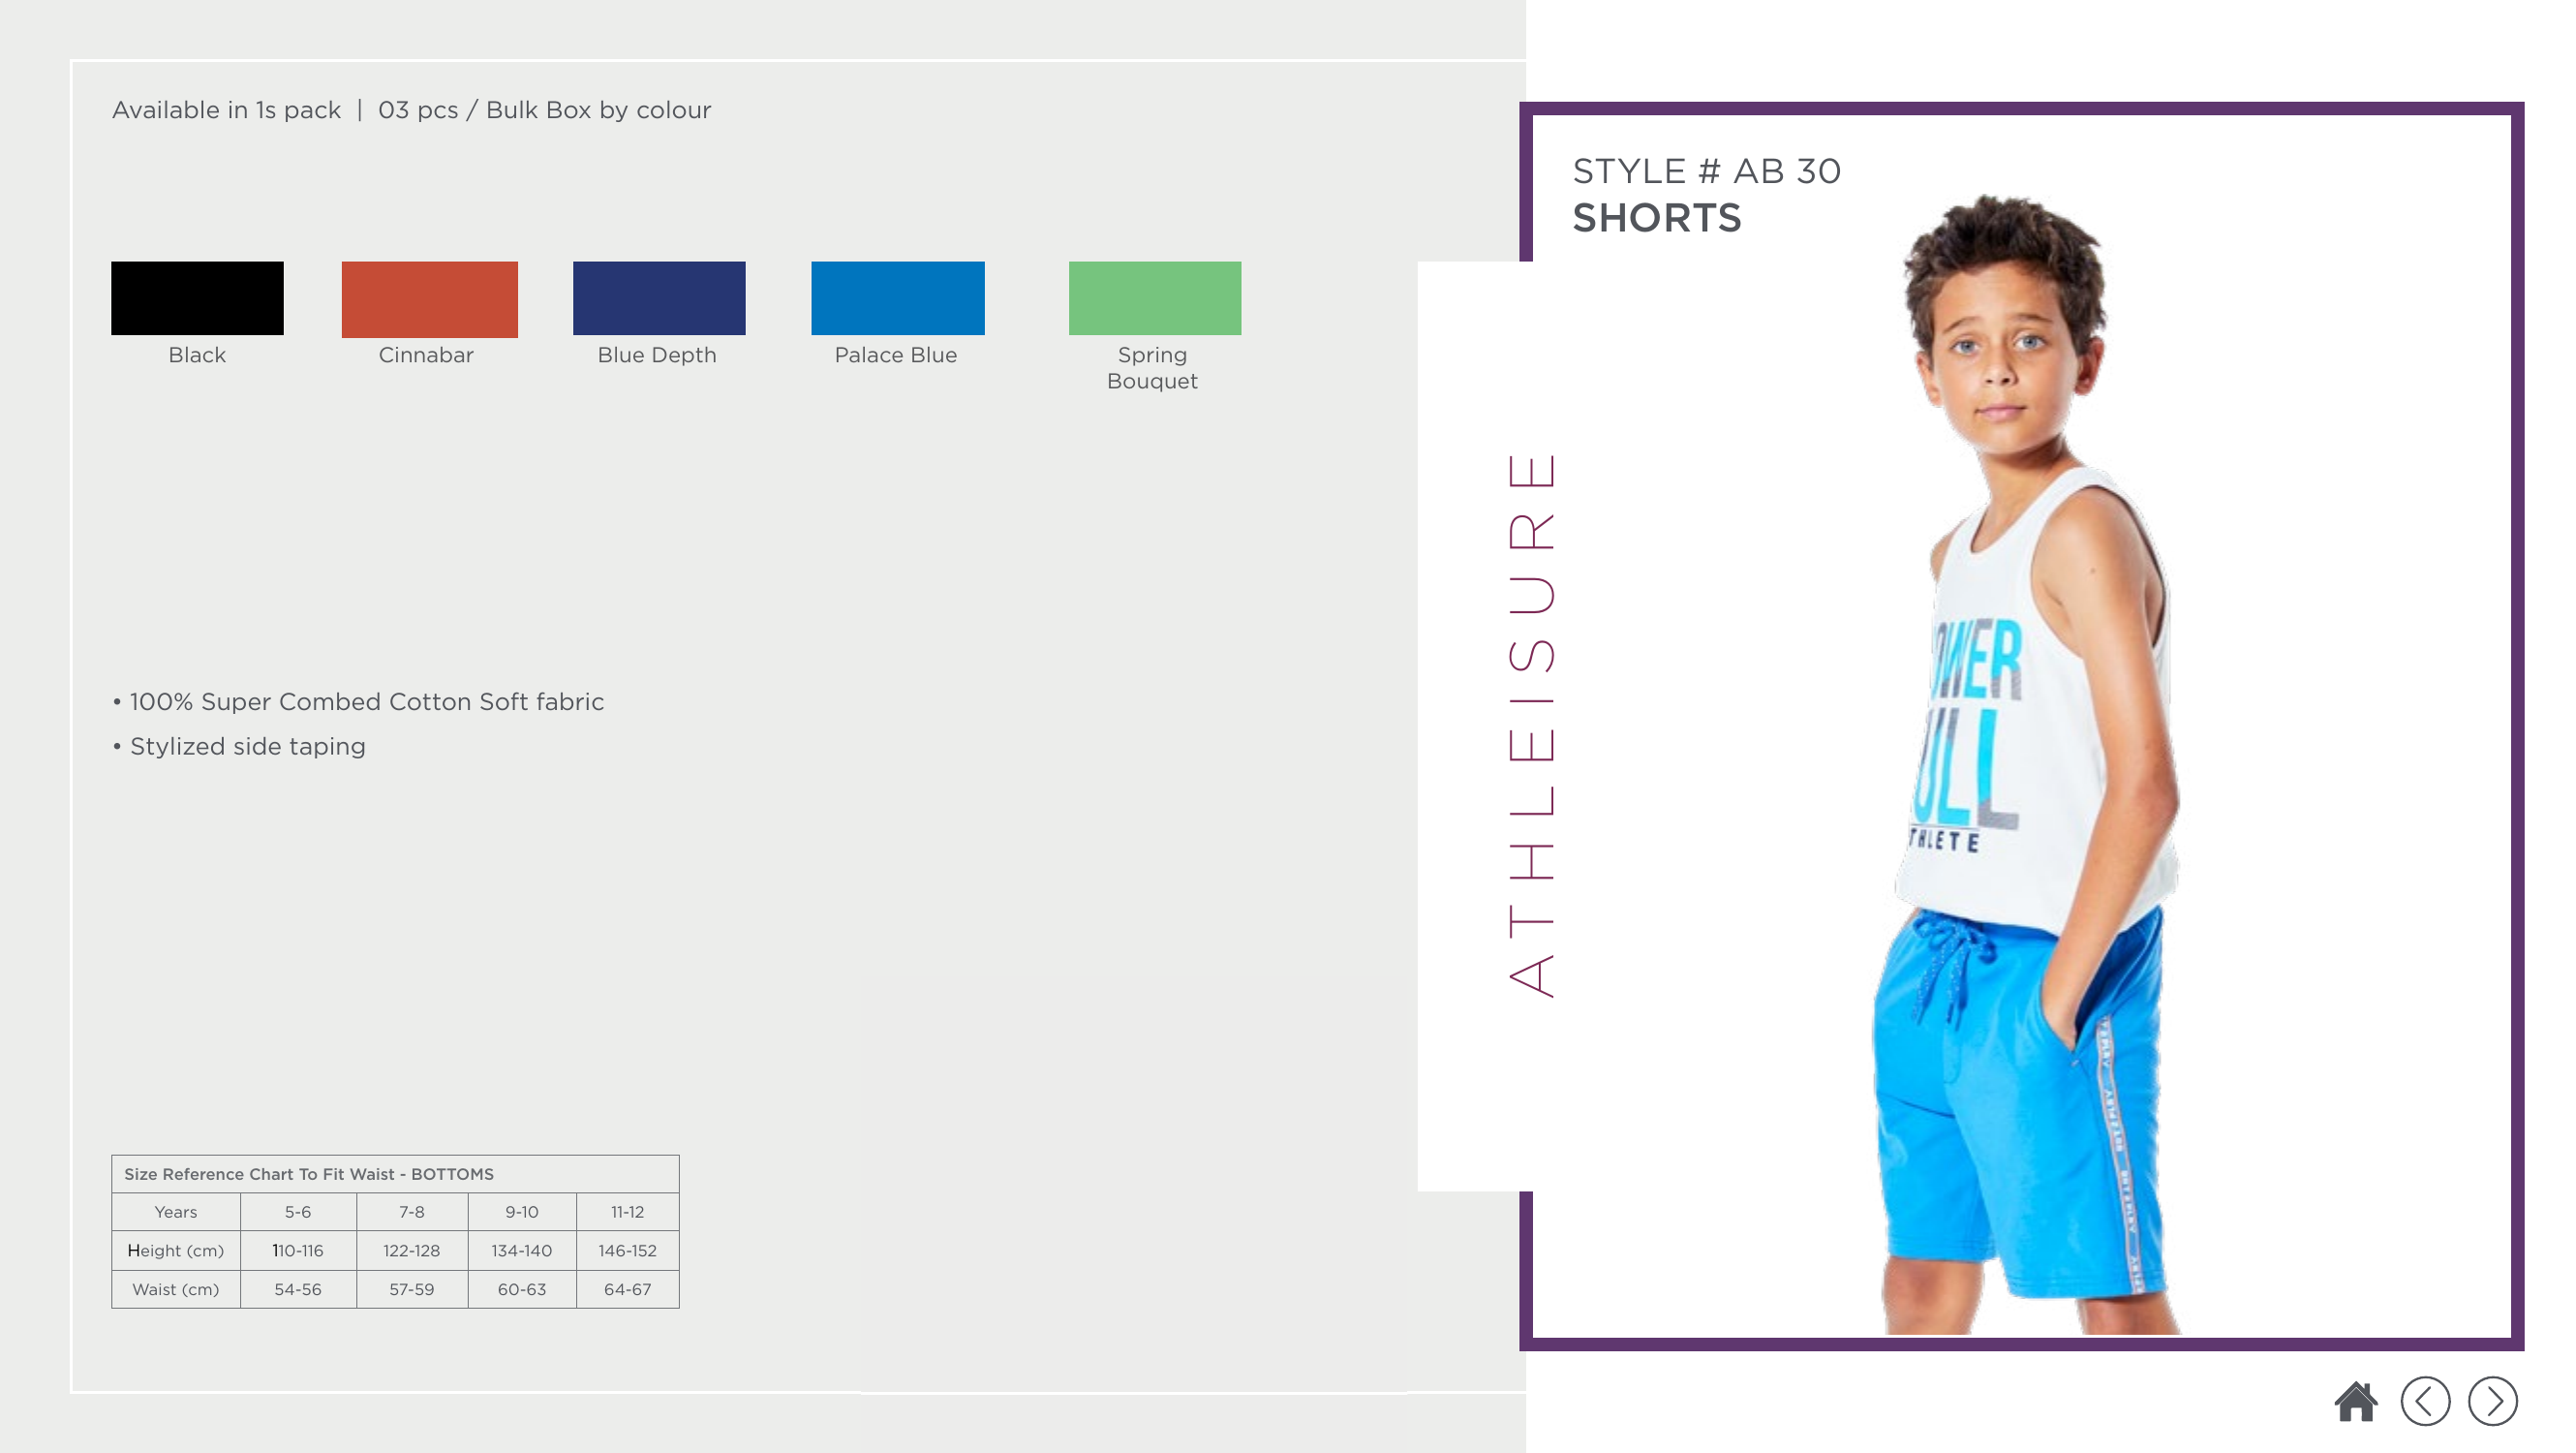 Available in 1s pack | 03 pcs / Bulk Box by colour
Black
Cinnabar
Blue Depth
Palace Blue
Spring
Bouquet
• 100% Super Combed Cotton Soft fabric
• Stylized side taping
Size Reference Chart To Fit Waist - BOTTOMS
Years 5-6 7-8 9-10 11-12
Height (cm) 110-116 122-128 134-140 146-152
Waist (cm) 54-56 57-59 60-63 64-67
ATHLEISURE
STYLE # AB 30
SHORTS
OWER
ULL
THLETE